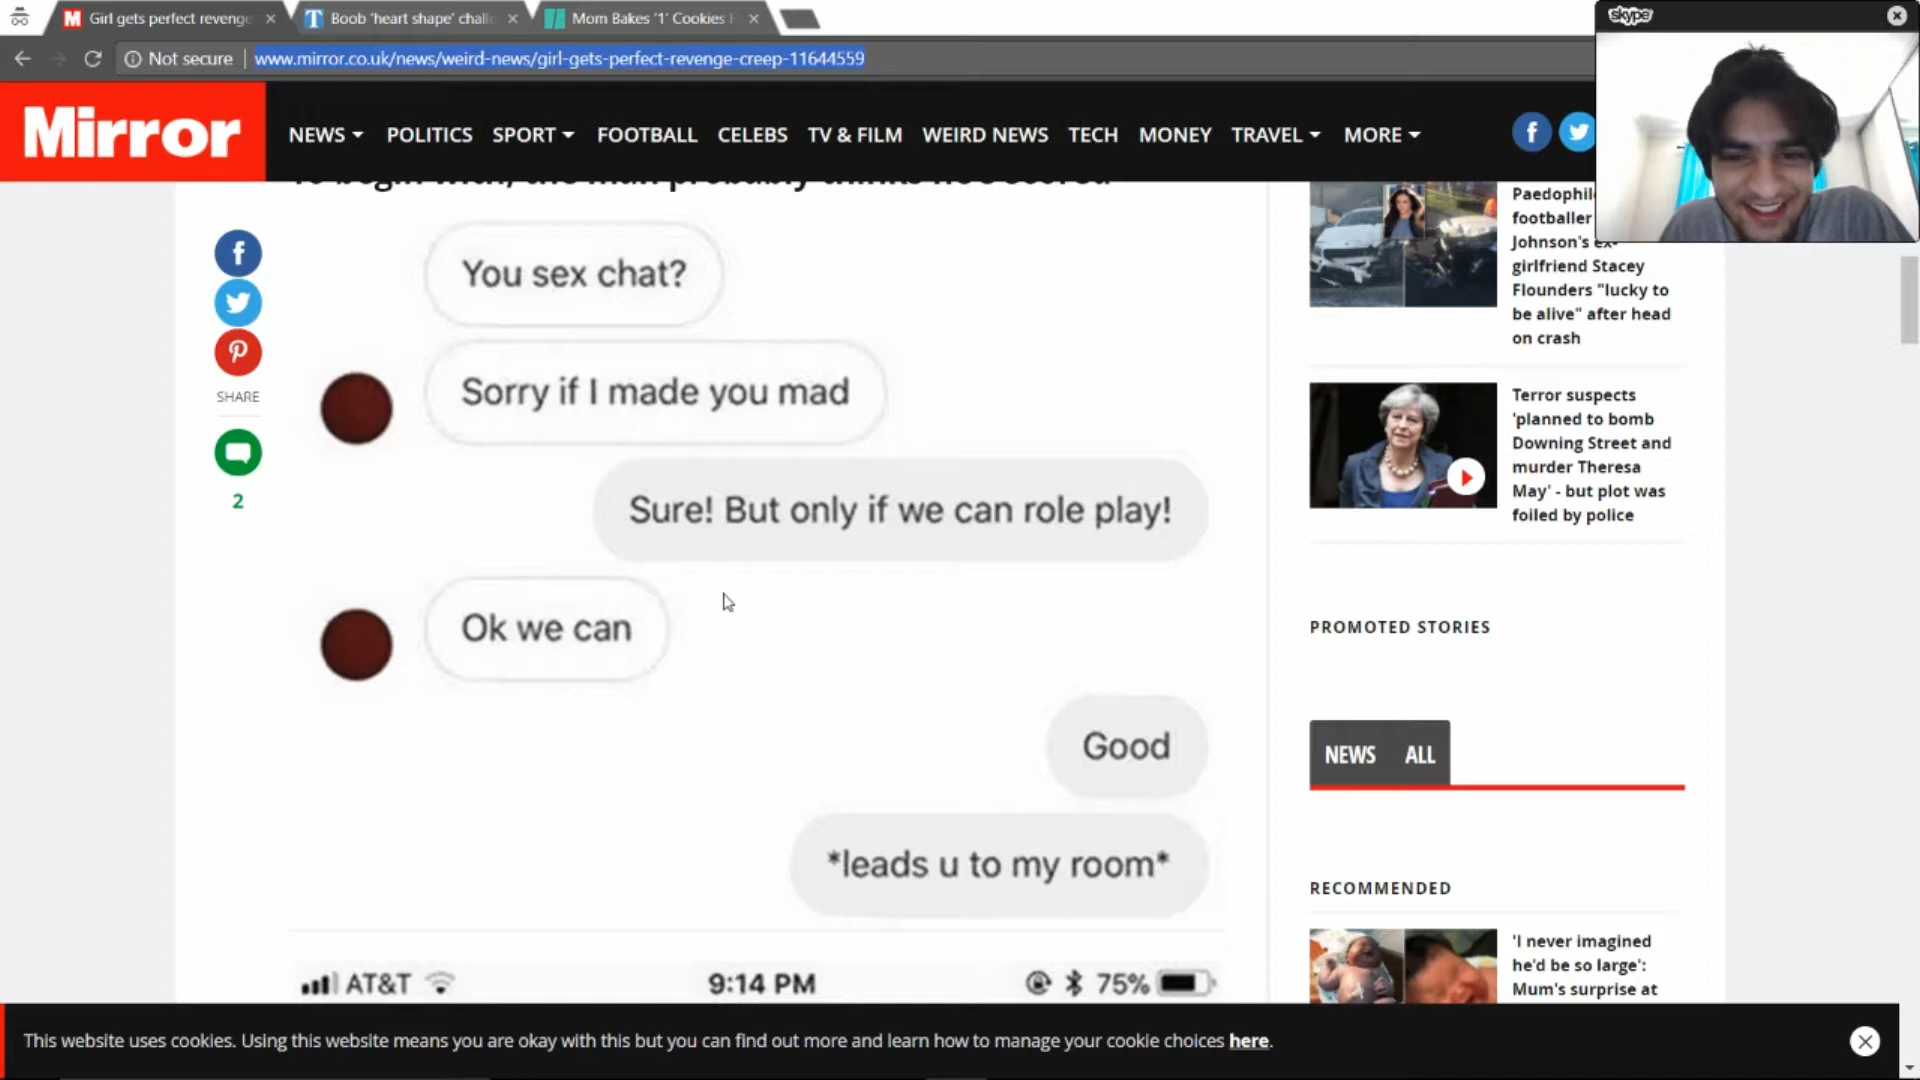 Girl gets perfect revenge
Boob 'heart shape' chall
Mom Bakes '1' Cookies
skype
Not secure
www.mirror.co.uk/news/weird-news/girl-gets-perfect-revenge-creep-11644559
Mirror
NEWS
POLITICS
SPORT
FOOTBALL
CELEBS
TV & FILM
WEIRD NEWS
TECH
MONEY
TRAVEL
MORE
You sex chat?
Sorry if I made you mad
Sure! But only if we can role play!
Ok we can
Good
*leads u to my room*
AT&T
9:14 PM
75%
SHARE
2
Paedophil
footballer
Johnson's ex-
girlfriend Stacey
Flounders "lucky to
be alive" after head
on crash
Terror suspects
'planned to bomb
Downing Street and
murder Theresa
May' - but plot was
foiled by police
PROMOTED STORIES
NEWS
ALL
RECOMMENDED
'I never imagined
he'd be so large':
Mum's surprise at
This website uses cookies. Using this website means you are okay with this but you can find out more and learn how to manage your cookie choices here.